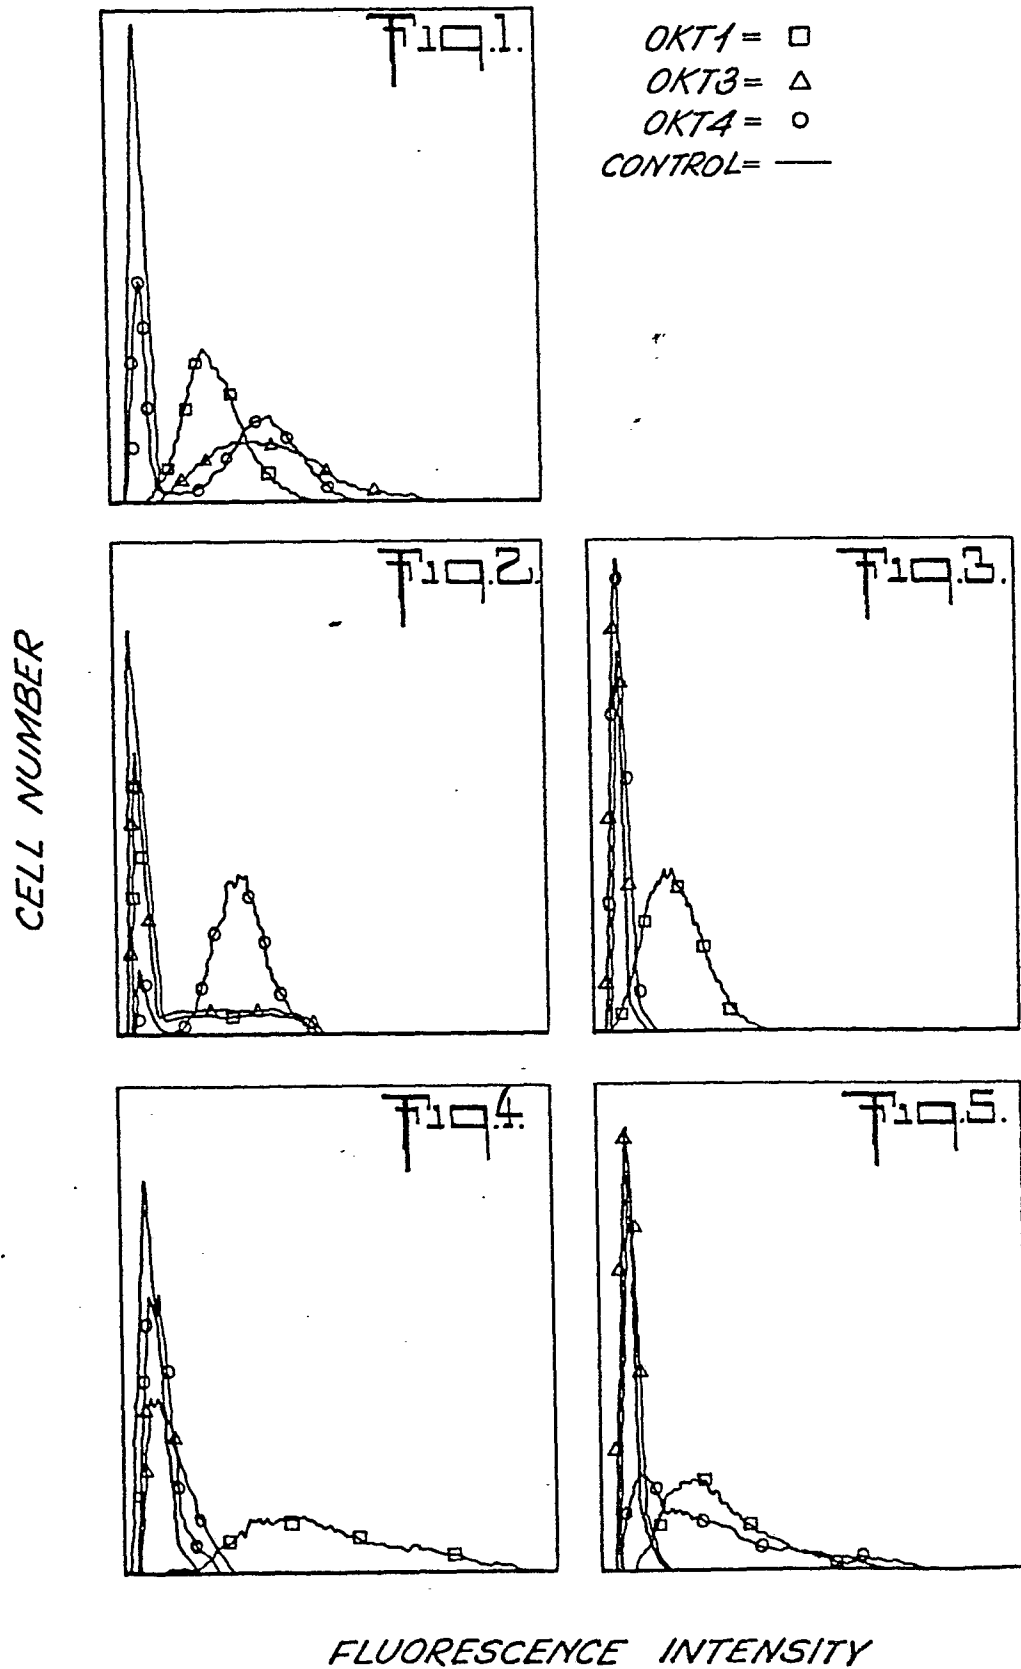 Fig.1.
OKT1 = □
OKT3 = △
OKT4 = ○
CONTROL = —
Fig.2.
Fig.3.
CELL NUMBER
Fig.4.
Fig.5.
FLUORESCENCE INTENSITY